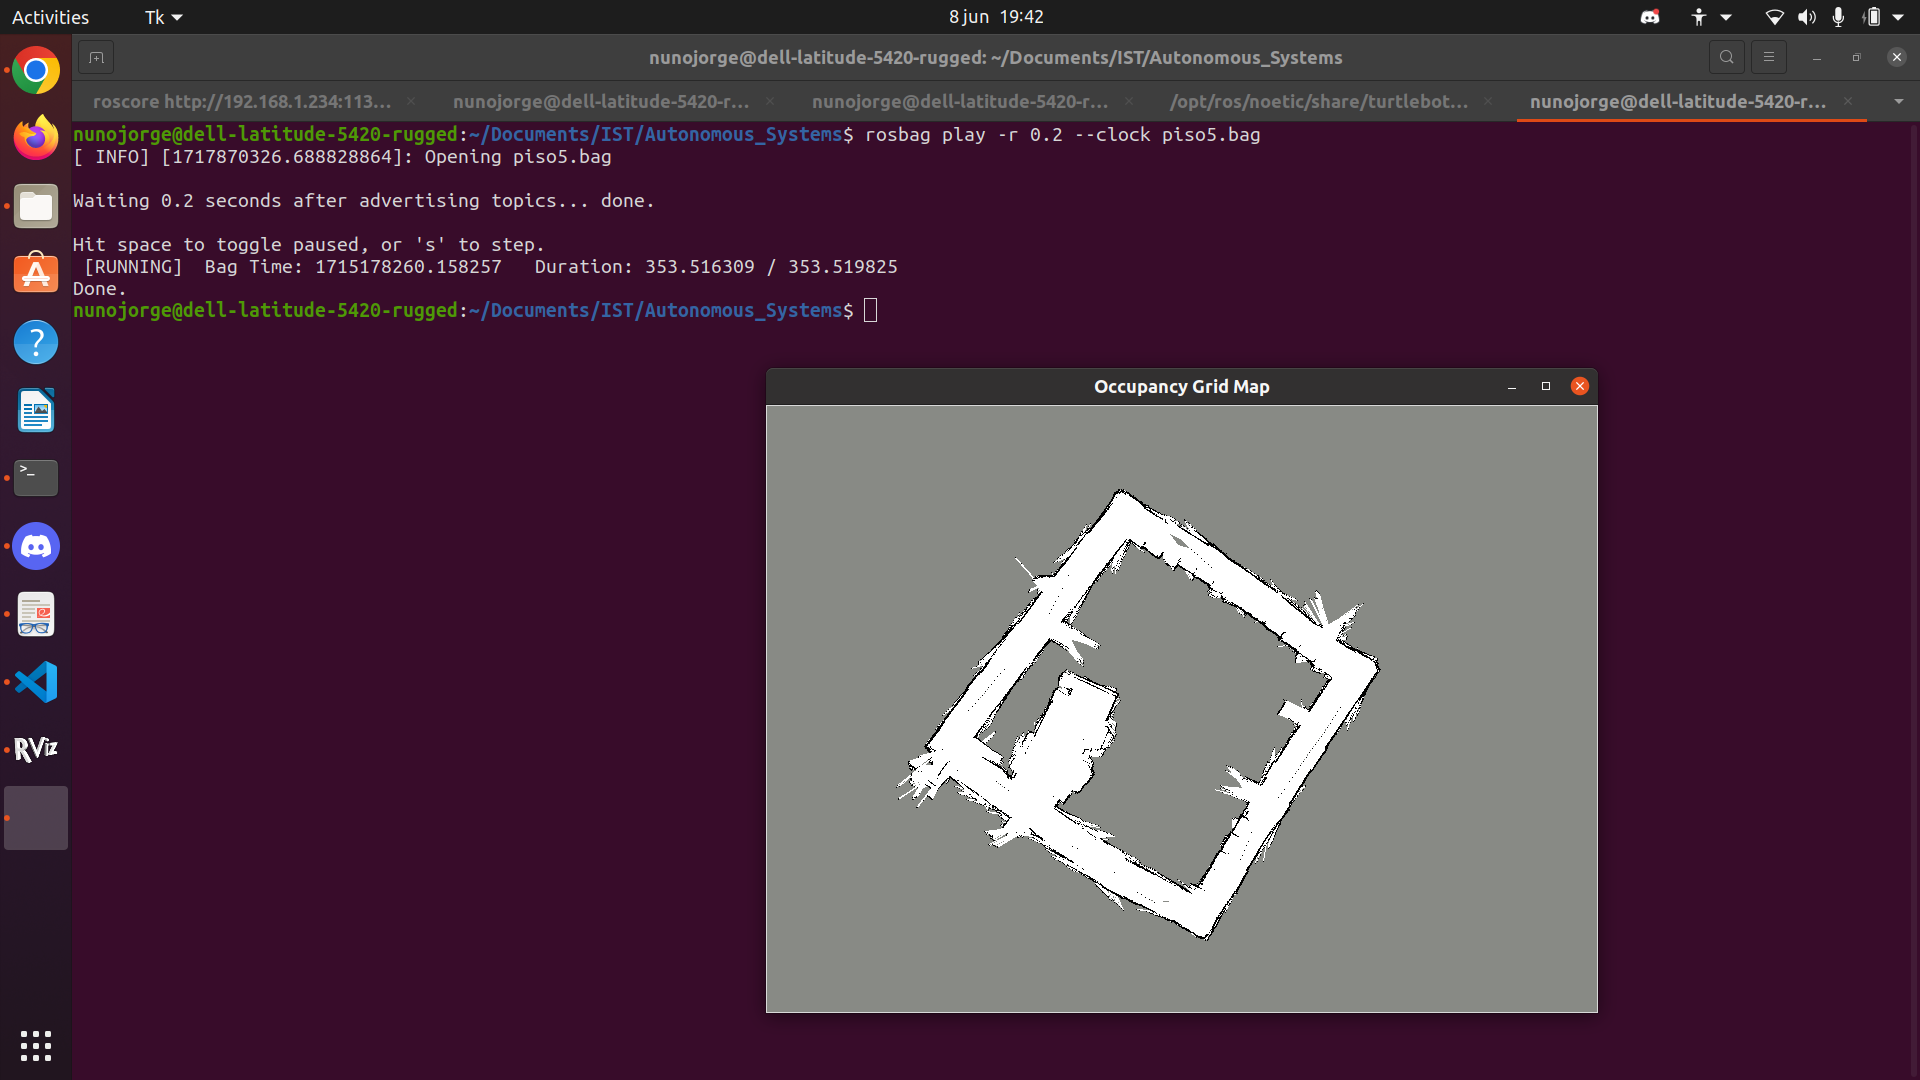 Activities Tk 8 jun 19:42
nunojorge@dell-latitude-5420-rugged: ~/Documents/IST/Autonomous_Systems
roscore http://192.168.1.234:113... nunojorge@dell-latitude-5420-r... nunojorge@dell-latitude-5420-r... /opt/ros/noetic/share/turtlebot... nunojorge@dell-latitude-5420-r...
nunojorge@dell-latitude-5420-rugged:~/Documents/IST/Autonomous_Systems$ rosbag play -r 0.2 --clock piso5.bag
[ INFO] [1717870326.688828864]: Opening piso5.bag
Waiting 0.2 seconds after advertising topics... done.
Hit space to toggle paused, or 's' to step.
[RUNNING]  Bag Time: 1715178260.158257   Duration: 353.516309 / 353.519825
Done.
nunojorge@dell-latitude-5420-rugged:~/Documents/IST/Autonomous_Systems$
Occupancy Grid Map
RViz